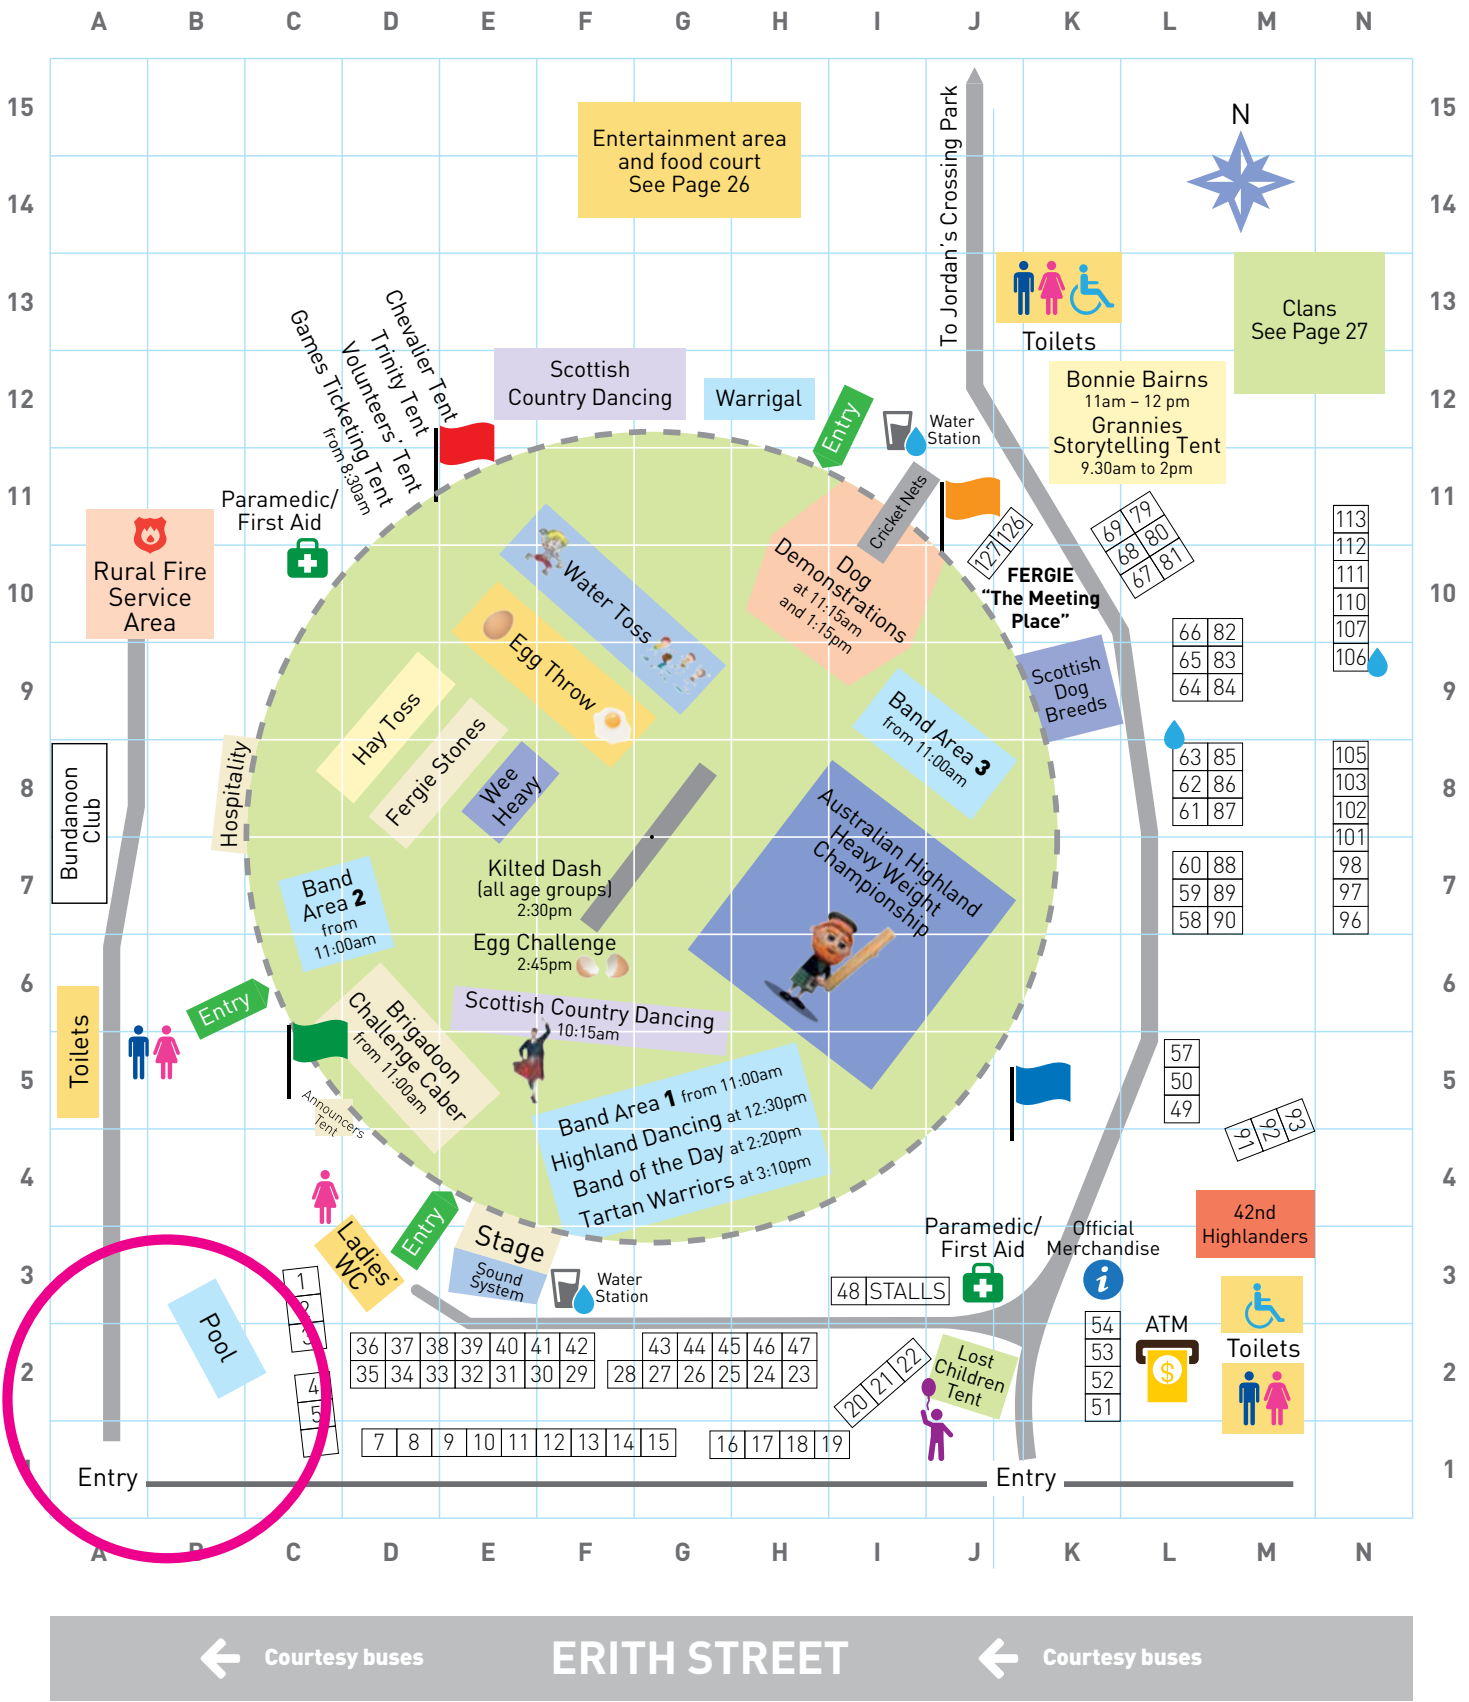 A B C D E F G H I J K L M N
15 15
14 14
13 13
12 12
11 11
10 10
9 9
8 8
7 7
6 6
5 5
4 4
3 3
2 2
1
Entertainment area
and food court
See Page 26
To Jordan's Crossing Park
N
Toilets
Clans
See Page 27
Chevalier Tent
Trinity Tent
Volunteers' Tent
Games Ticketing Tent
from 8:30am
Scottish
Country Dancing
Warrigal
Entry
Water
Station
Bonnie Bairns
11am – 12 pm
Grannies
Storytelling Tent
9.30am to 2pm
Paramedic/
First Aid
Rural Fire
Service
Area
Cricket Nets
Dog
Demonstrations
at 11:15am
and 1:15pm
127 126
FERGIE
“The Meeting
Place”
69 79
68 80
67 81
113
112
111
110
107
106
66 82
65 83
64 84
Water Toss
Egg Throw
Hay Toss
Fergie Stones
Wee
Heavy
Scottish
Dog
Breeds
Band Area 3
from 11:00am
Bundanoon
Club
Hospitality
63 85
62 86
61 87
105
103
102
101
98
97
96
60 88
59 89
58 90
Australian Highland
Heavy Weight
Championship
Kilted Dash
(all age groups)
2:30pm
Band
Area 2
from
11:00am
Egg Challenge
2:45pm
Entry
Toilets
Scottish Country Dancing
10:15am
Brigadoon
Challenge Caber
from 11:00am
Announcers
Tent
Band Area 1 from 11:00am
Highland Dancing at 12:30pm
Band of the Day at 2:20pm
Tartan Warriors at 3:10pm
57
50
49
91 92 93
42nd
Highlanders
Ladies'
WC
Entry
Stage
Sound
System
Water
Station
Paramedic/
First Aid
Official
Merchandise
i
48 STALLS
Pool
1
2
3
4
5
36 37 38 39 40 41 42
35 34 33 32 31 30 29
43 44 45 46 47
28 27 26 25 24 23
20 21 22
Lost
Children
Tent
54
53
52
51
ATM
$
Toilets
7 8 9 10 11 12 13 14 15
16 17 18 19
Entry
Entry
A B C D E F G H I J K L M N
Courtesy buses
ERITH STREET
Courtesy buses